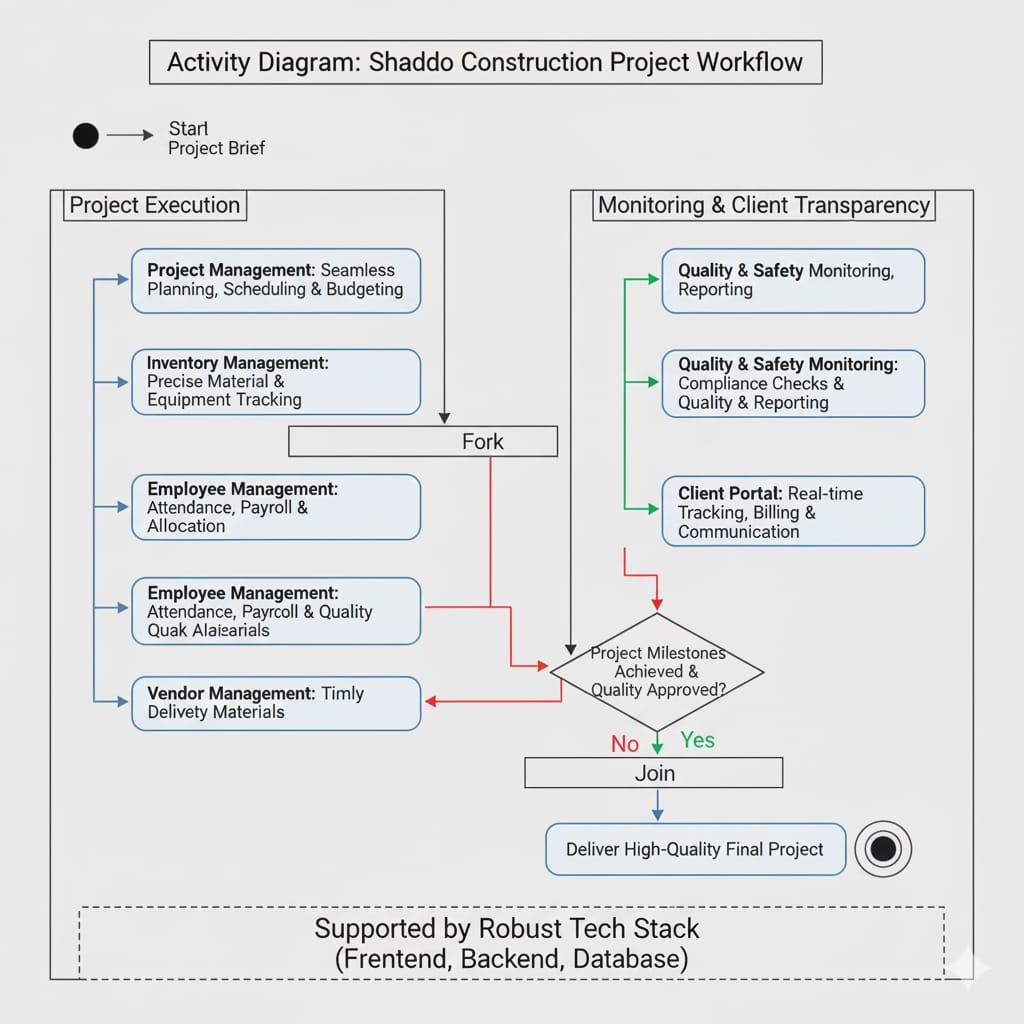 Activity Diagram: Shaddo Construction Project Workflow
Start
Project Brief
Project Execution
Project Management: Seamless
Planning, Scheduling & Budgeting
Inventory Management:
Precise Material &
Equipment Tracking
Fork
Employee Management:
Attendance, Payroll &
Allocation
Employee Management:
Attendance, Payrcoll & Quality
Quak
Vendor Management: Timly
Delivety Materials
Monitoring & Client Transparency
Quality & Safety Monitoring,
Reporting
Quality & Safety Monitoring:
Compliance Checks &
Quality & Reporting
Client Portal: Real-time
Tracking, Billing &
Communication
Project Milestones
Achieved &
Quality Approved?
No Yes
Join
Deliver High-Quality Final Project
Supported by Robust Tech Stack
(Frentend, Backend, Database)